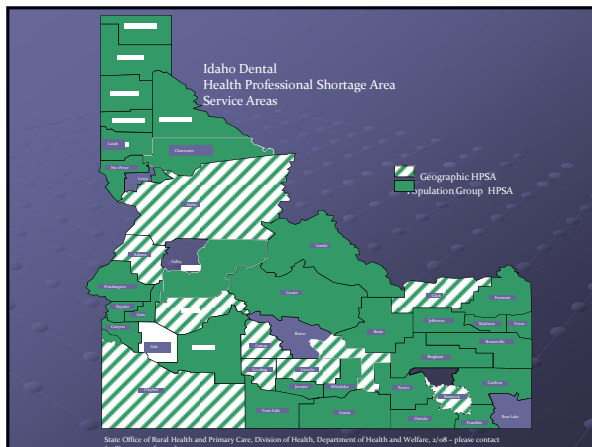 Idaho Dental
Health Professional Shortage Area
Service Areas
Latah
Clearwater
Nez Perce
Lewis
Idaho
Geographic HPSA
Population Group HPSA
Adams
Valley
Lemhi
Washington
Custer
Clark
Fremont
Payette
Gem
Canyon
Ada
Blaine
Butte
Jefferson
Madison
Teton
Bonneville
Camas
Bingham
Gooding
Lincoln
Jerome
Minidoka
Power
Bannock
Caribou
Owyhee
Twin Falls
Cassia
Oneida
Franklin
Bear Lake
State Office of Rural Health and Primary Care, Division of Health, Department of Health and Welfare, 2/08 – please contact